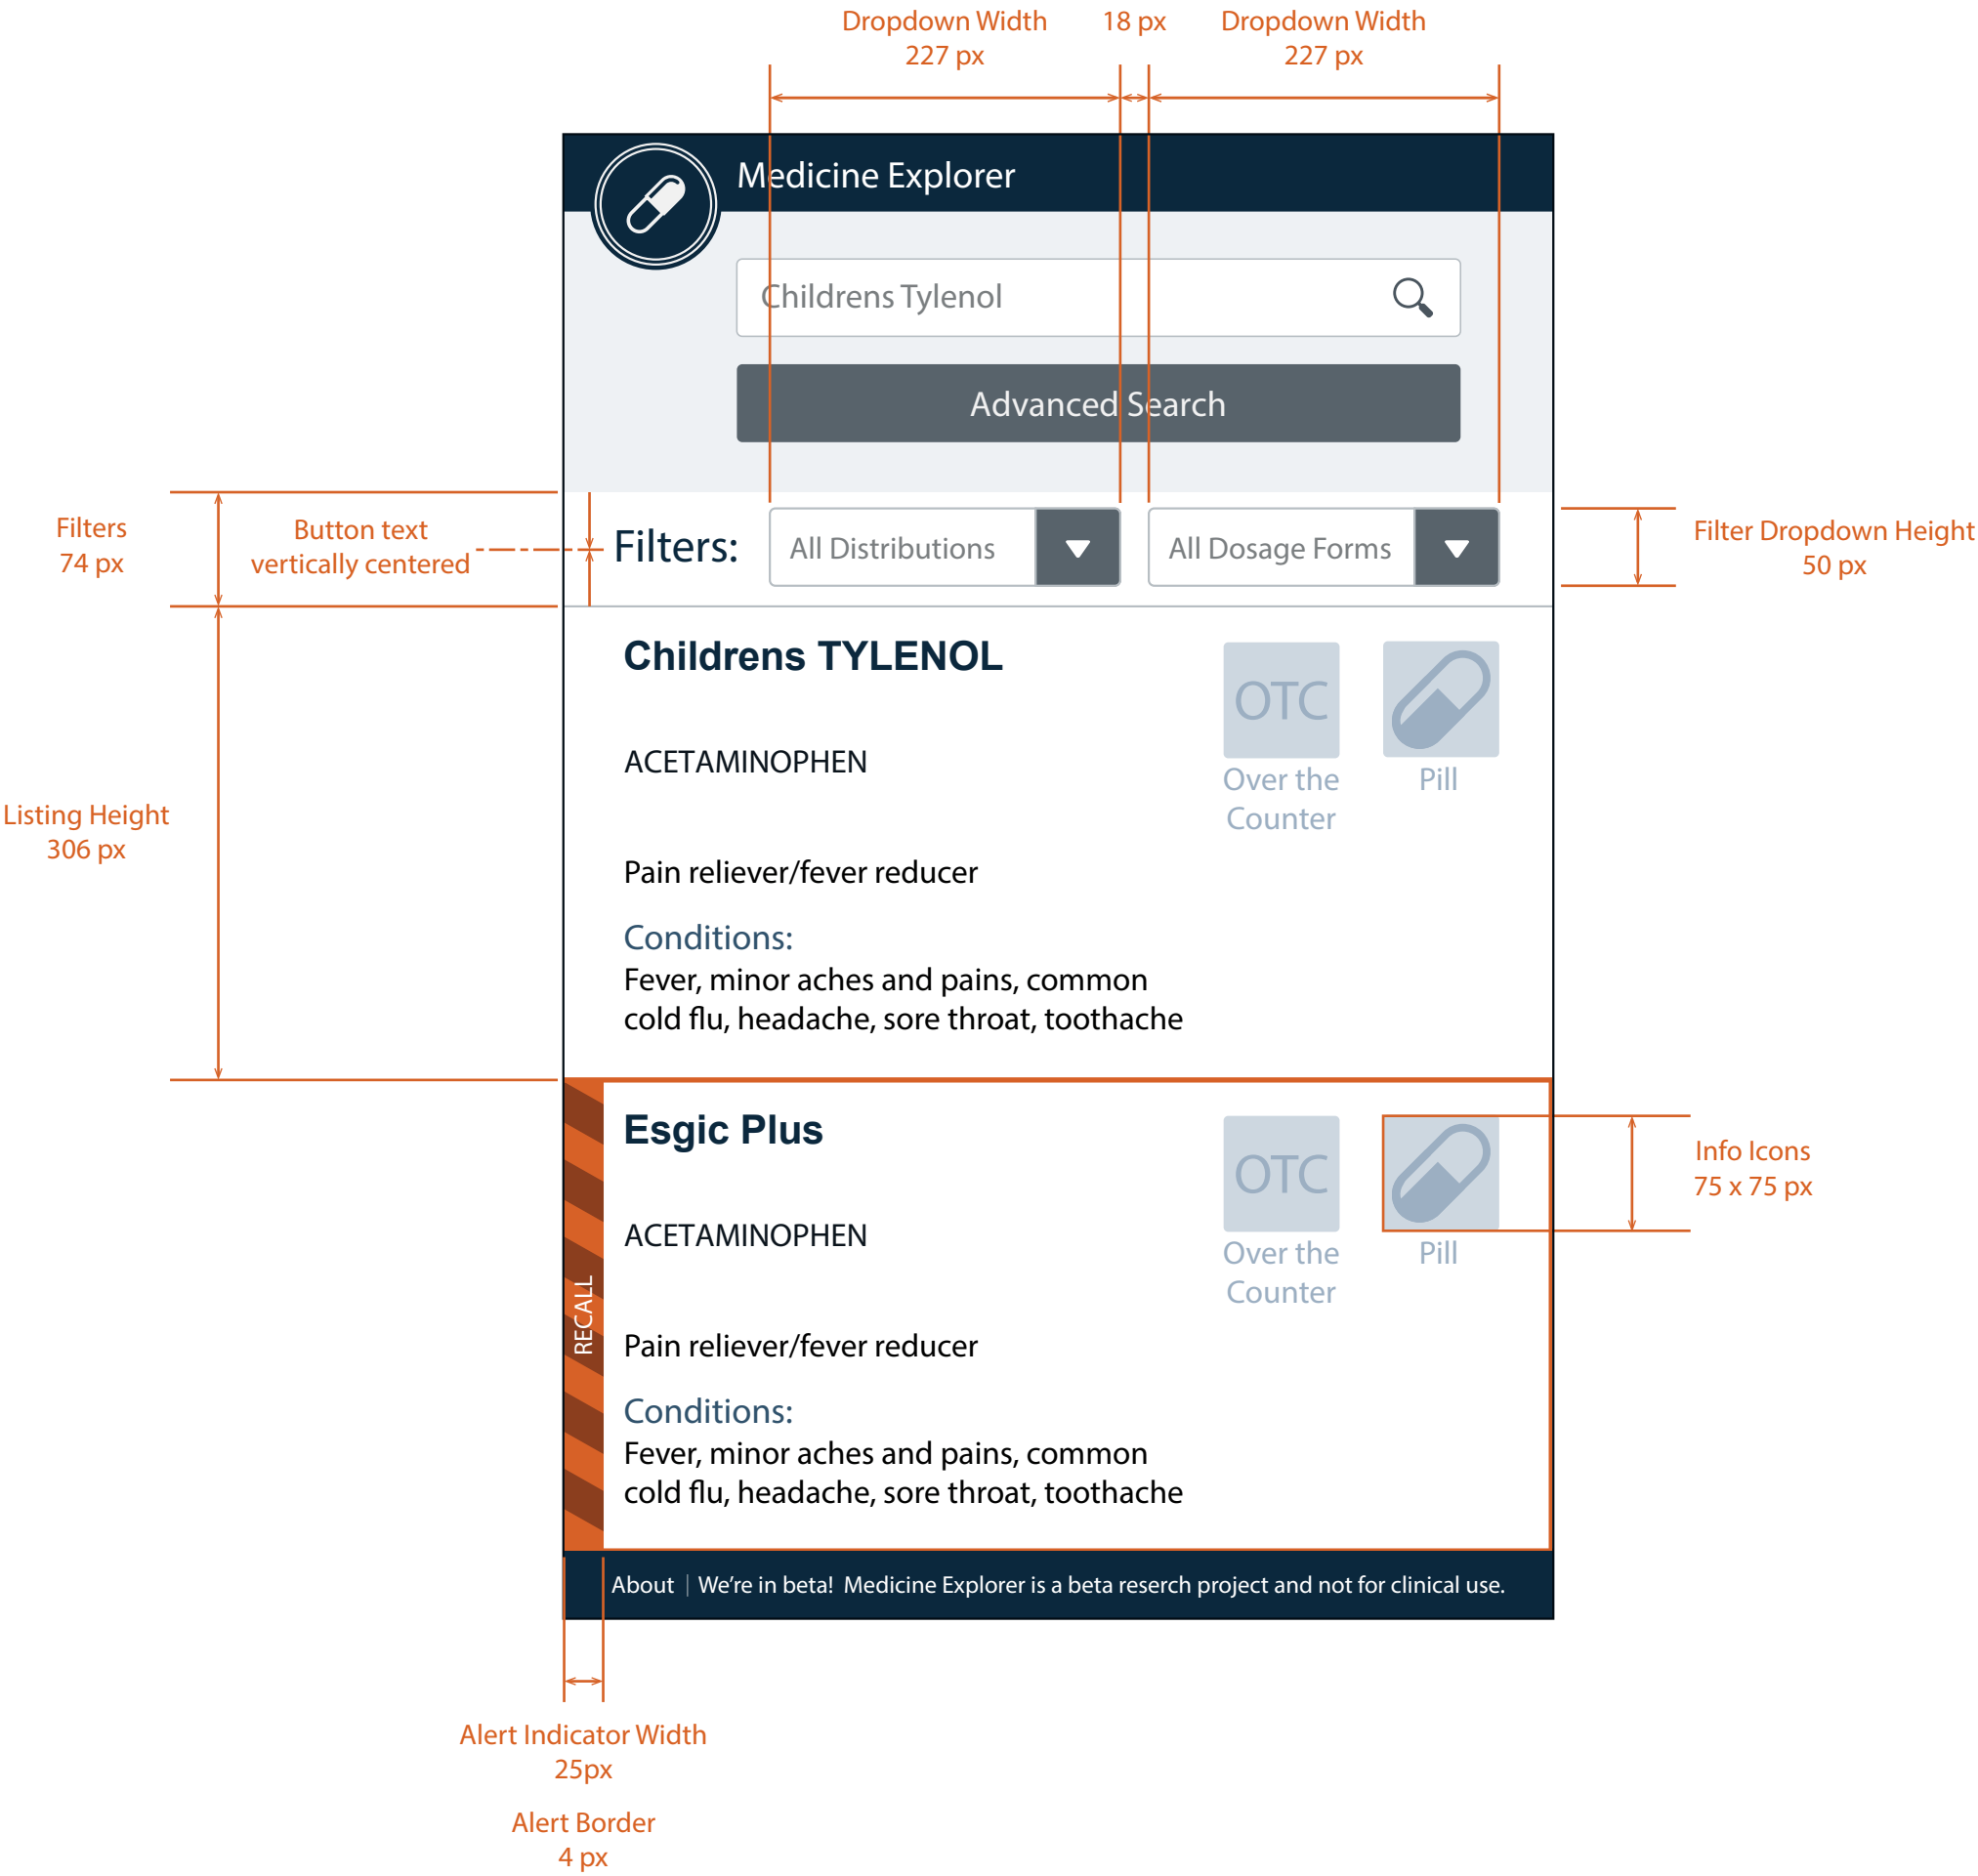 Dropdown Width
227 px
18 px
Dropdown Width
227 px
Medicine Explorer
Childrens Tylenol
Advanced Search
Filters
74 px
Button text
vertically centered
Filters:
All Distributions
All Dosage Forms
Filter Dropdown Height
50 px
Childrens TYLENOL
OTC
Over the
Counter
Pill
ACETAMINOPHEN
Listing Height
306 px
Pain reliever/fever reducer
Conditions:
Fever, minor aches and pains, common
cold flu, headache, sore throat, toothache
RECALL
Esgic Plus
OTC
Over the
Counter
Pill
Info Icons
75 x 75 px
ACETAMINOPHEN
Pain reliever/fever reducer
Conditions:
Fever, minor aches and pains, common
cold flu, headache, sore throat, toothache
About | We’re in beta!  Medicine Explorer is a beta reserch project and not for clinical use.
Alert Indicator Width
25px
Alert Border
4 px